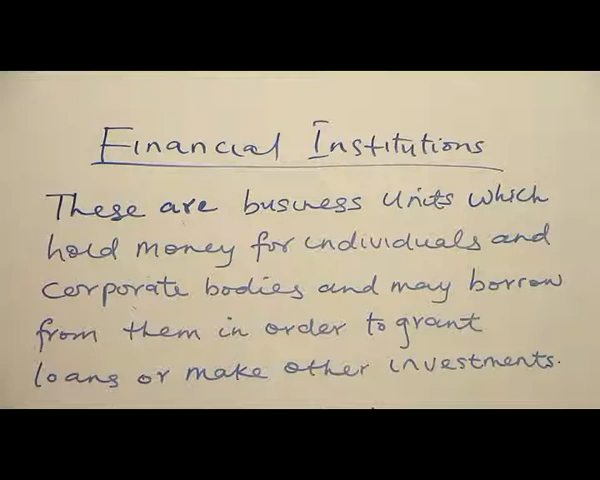 Financial Institutions
These are business units which
hold money for individuals and
corporate bodies and may borrow
from them in order to grant
loans or make other investments.